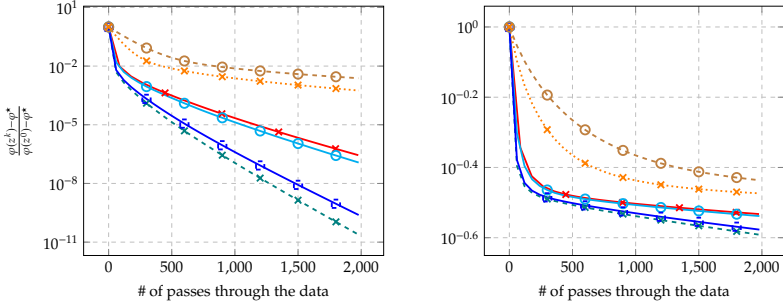 10^1
10^−2
10^−5
10^−8
10^−11
φ(z^k)−φ⋆
φ(z^0)−φ⋆
0 500 1,000 1,500 2,000
# of passes through the data
10^0
10^−0.2
10^−0.4
10^−0.6
0 500 1,000 1,500 2,000
# of passes through the data